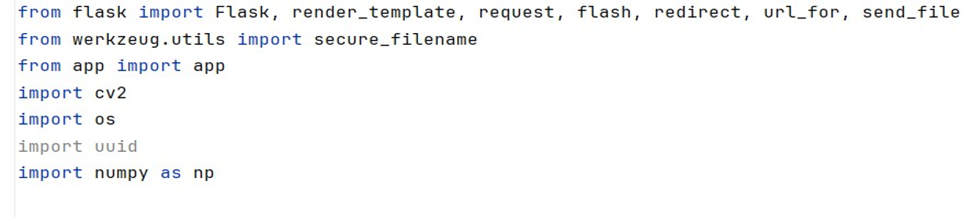 from flask import Flask, render_template, request, flash, redirect, url_for, send_file
from werkzeug.utils import secure_filename
from app import app
import cv2
import os
import uuid
import numpy as np